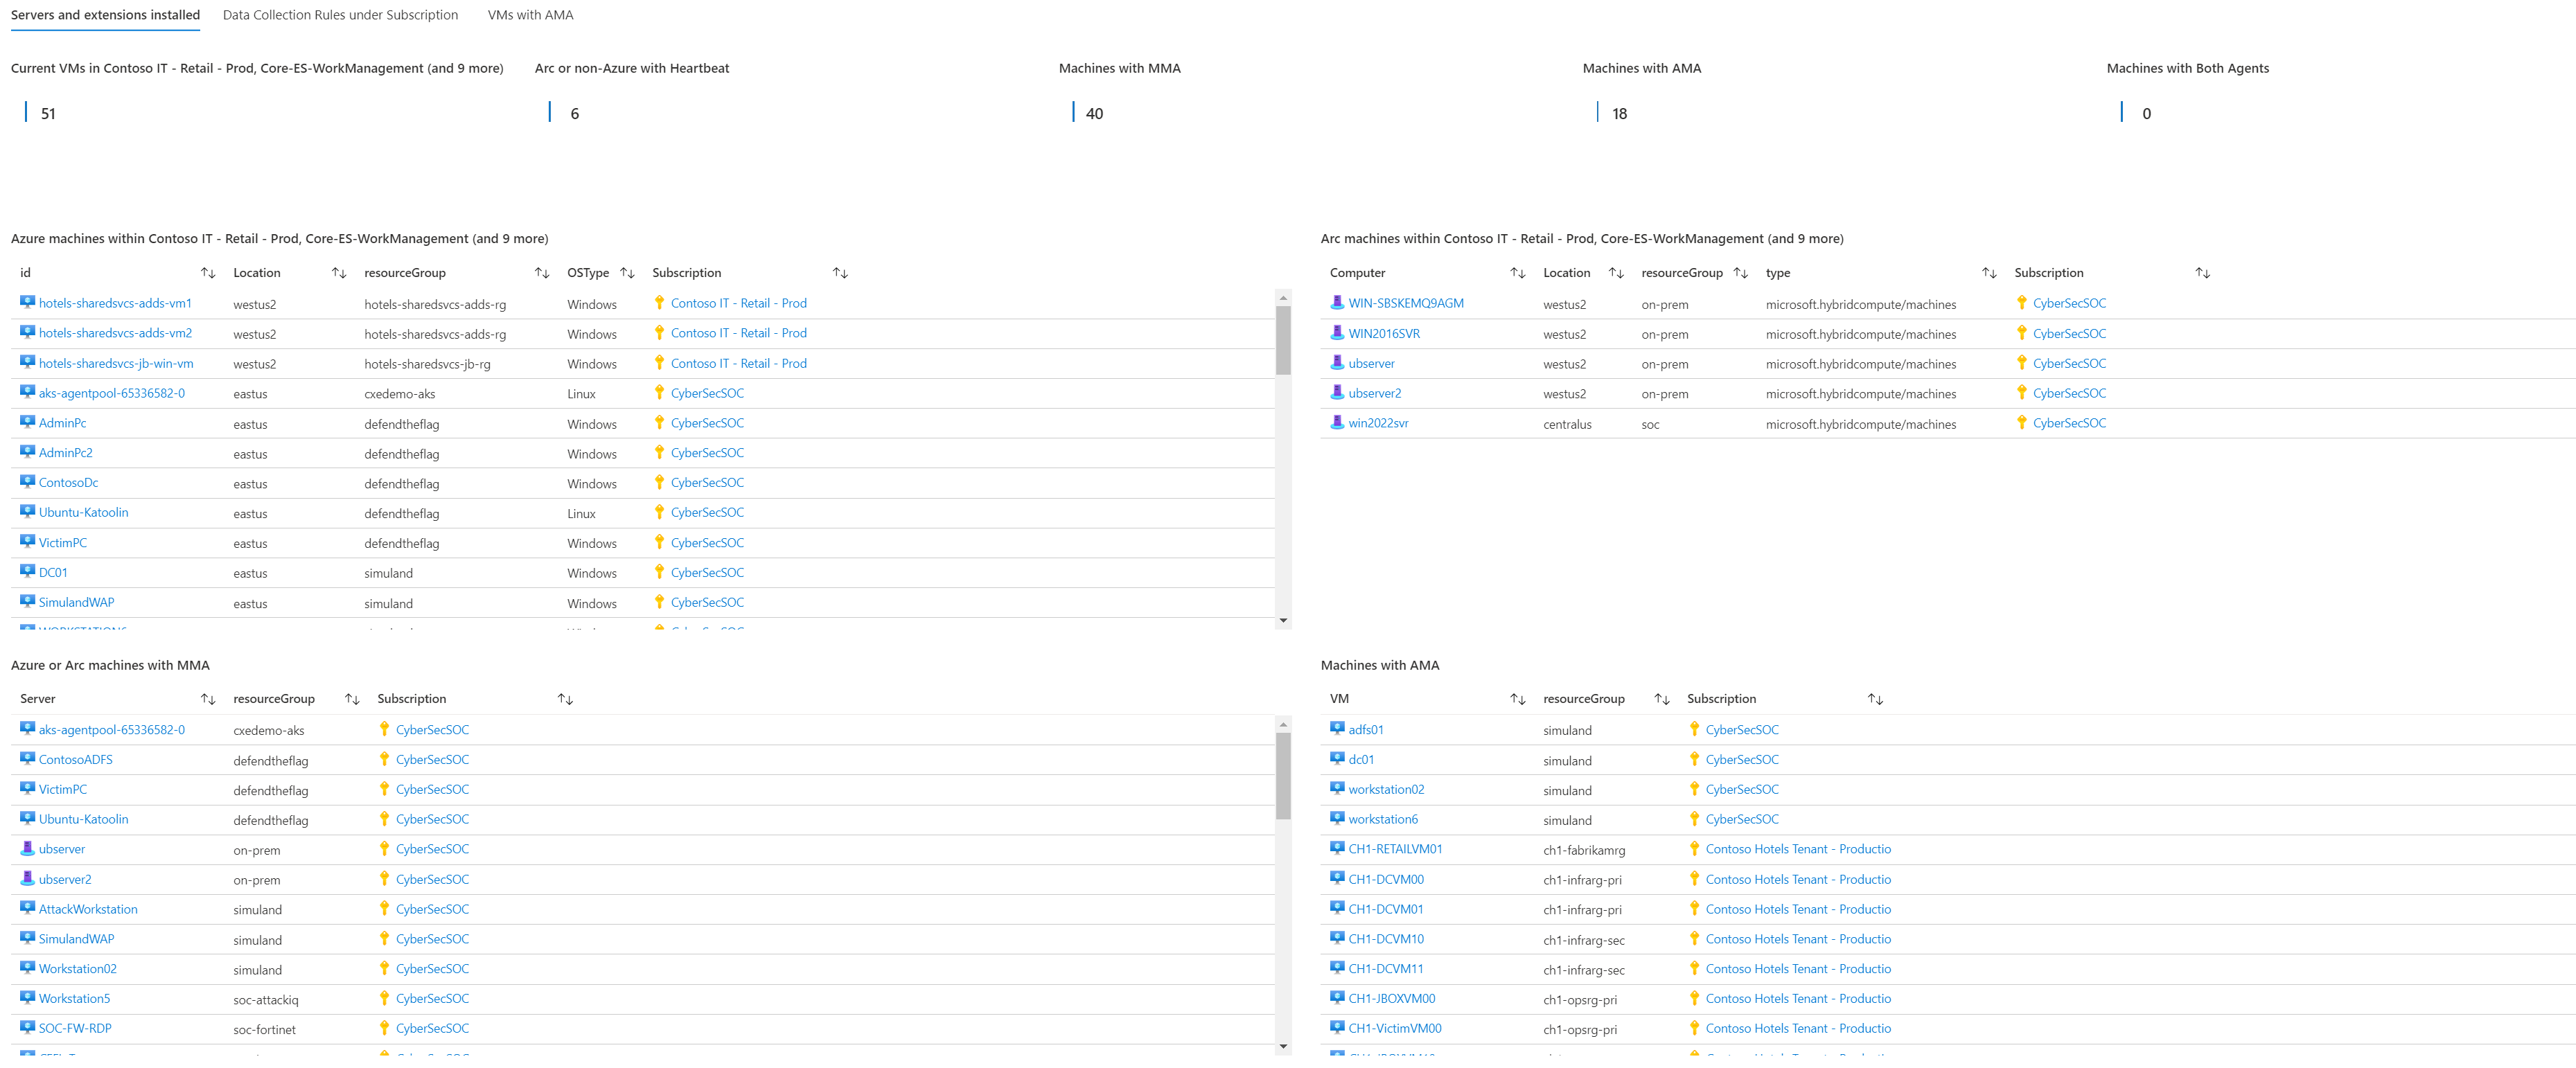 Servers and extensions installed Data Collection Rules under Subscription VMs with AMA
Current VMs in Contoso IT - Retail - Prod, Core-ES-WorkManagement (and 9 more) Arc or non-Azure with Heartbeat Machines with MMA Machines with AMA Machines with Both Agents
51 6 40 18 0
Azure machines within Contoso IT - Retail - Prod, Core-ES-WorkManagement (and 9 more)
id Location resourceGroup OSType Subscription
hotels-sharedsvcs-adds-vm1 westus2 hotels-sharedsvcs-adds-rg Windows Contoso IT - Retail - Prod
hotels-sharedsvcs-adds-vm2 westus2 hotels-sharedsvcs-adds-rg Windows Contoso IT - Retail - Prod
hotels-sharedsvcs-jb-win-vm westus2 hotels-sharedsvcs-jb-rg Windows Contoso IT - Retail - Prod
aks-agentpool-65336582-0 eastus cxedemo-aks Linux CyberSecSOC
AdminPc eastus defendtheflag Windows CyberSecSOC
AdminPc2 eastus defendtheflag Windows CyberSecSOC
ContosoDc eastus defendtheflag Windows CyberSecSOC
Ubuntu-Katoolin eastus defendtheflag Linux CyberSecSOC
VictimPC eastus defendtheflag Windows CyberSecSOC
DC01 eastus simuland Windows CyberSecSOC
SimulandWAP eastus simuland Windows CyberSecSOC
Arc machines within Contoso IT - Retail - Prod, Core-ES-WorkManagement (and 9 more)
Computer Location resourceGroup type Subscription
WIN-SBSKEMQ9AGM westus2 on-prem microsoft.hybridcompute/machines CyberSecSOC
WIN2016SVR westus2 on-prem microsoft.hybridcompute/machines CyberSecSOC
ubserver westus2 on-prem microsoft.hybridcompute/machines CyberSecSOC
ubserver2 westus2 on-prem microsoft.hybridcompute/machines CyberSecSOC
win2022svr centralus soc microsoft.hybridcompute/machines CyberSecSOC
Azure or Arc machines with MMA
Server resourceGroup Subscription
aks-agentpool-65336582-0 cxedemo-aks CyberSecSOC
ContosoADFS defendtheflag CyberSecSOC
VictimPC defendtheflag CyberSecSOC
Ubuntu-Katoolin defendtheflag CyberSecSOC
ubserver on-prem CyberSecSOC
ubserver2 on-prem CyberSecSOC
AttackWorkstation simuland CyberSecSOC
SimulandWAP simuland CyberSecSOC
Workstation02 simuland CyberSecSOC
Workstation5 soc-attackiq CyberSecSOC
SOC-FW-RDP soc-fortinet CyberSecSOC
Machines with AMA
VM resourceGroup Subscription
adfs01 simuland CyberSecSOC
dc01 simuland CyberSecSOC
workstation02 simuland CyberSecSOC
workstation6 simuland CyberSecSOC
CH1-RETAILVM01 ch1-fabrikamrg Contoso Hotels Tenant - Productio
CH1-DCVM00 ch1-infrarg-pri Contoso Hotels Tenant - Productio
CH1-DCVM01 ch1-infrarg-pri Contoso Hotels Tenant - Productio
CH1-DCVM10 ch1-infrarg-sec Contoso Hotels Tenant - Productio
CH1-DCVM11 ch1-infrarg-sec Contoso Hotels Tenant - Productio
CH1-JBOXVM00 ch1-opsrg-pri Contoso Hotels Tenant - Productio
CH1-VictimVM00 ch1-opsrg-pri Contoso Hotels Tenant - Productio